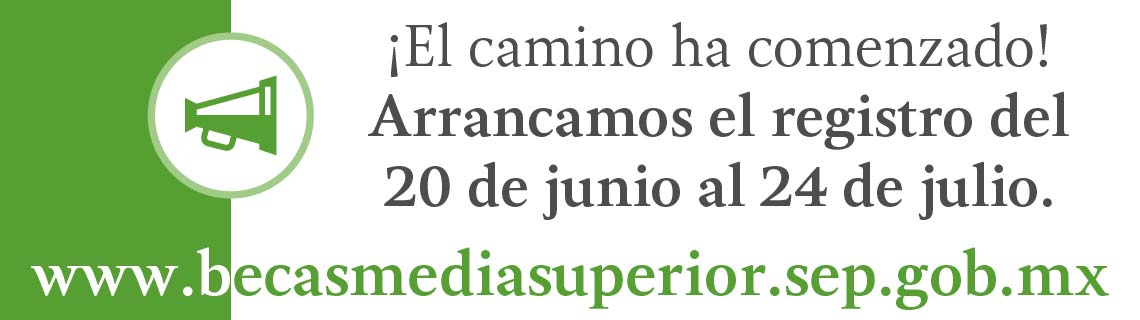 ¡El camino ha comenzado!
Arrancamos el registro del
20 de junio al 24 de julio.
www.becasmediasuperior.sep.gob.mx